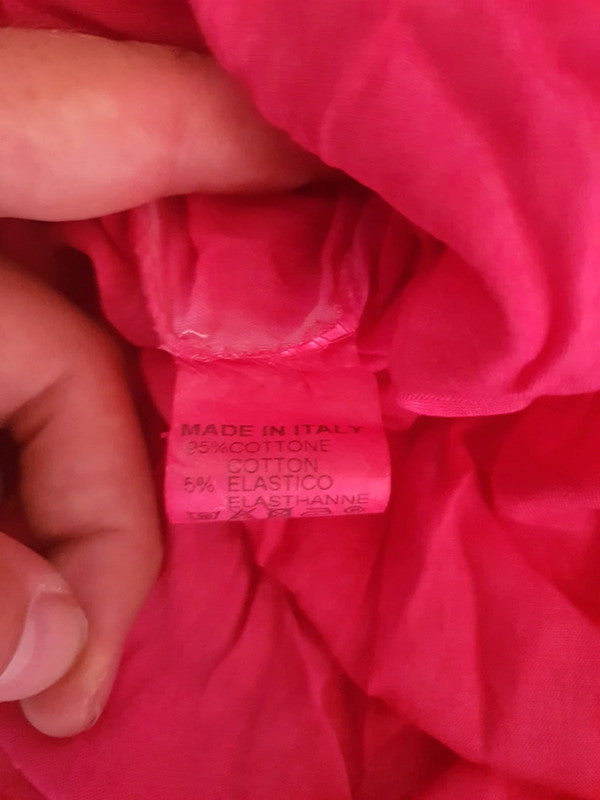 MADE IN ITALY
95%COTTONE
COTTON
5% ELASTICO
ELASTHANNE